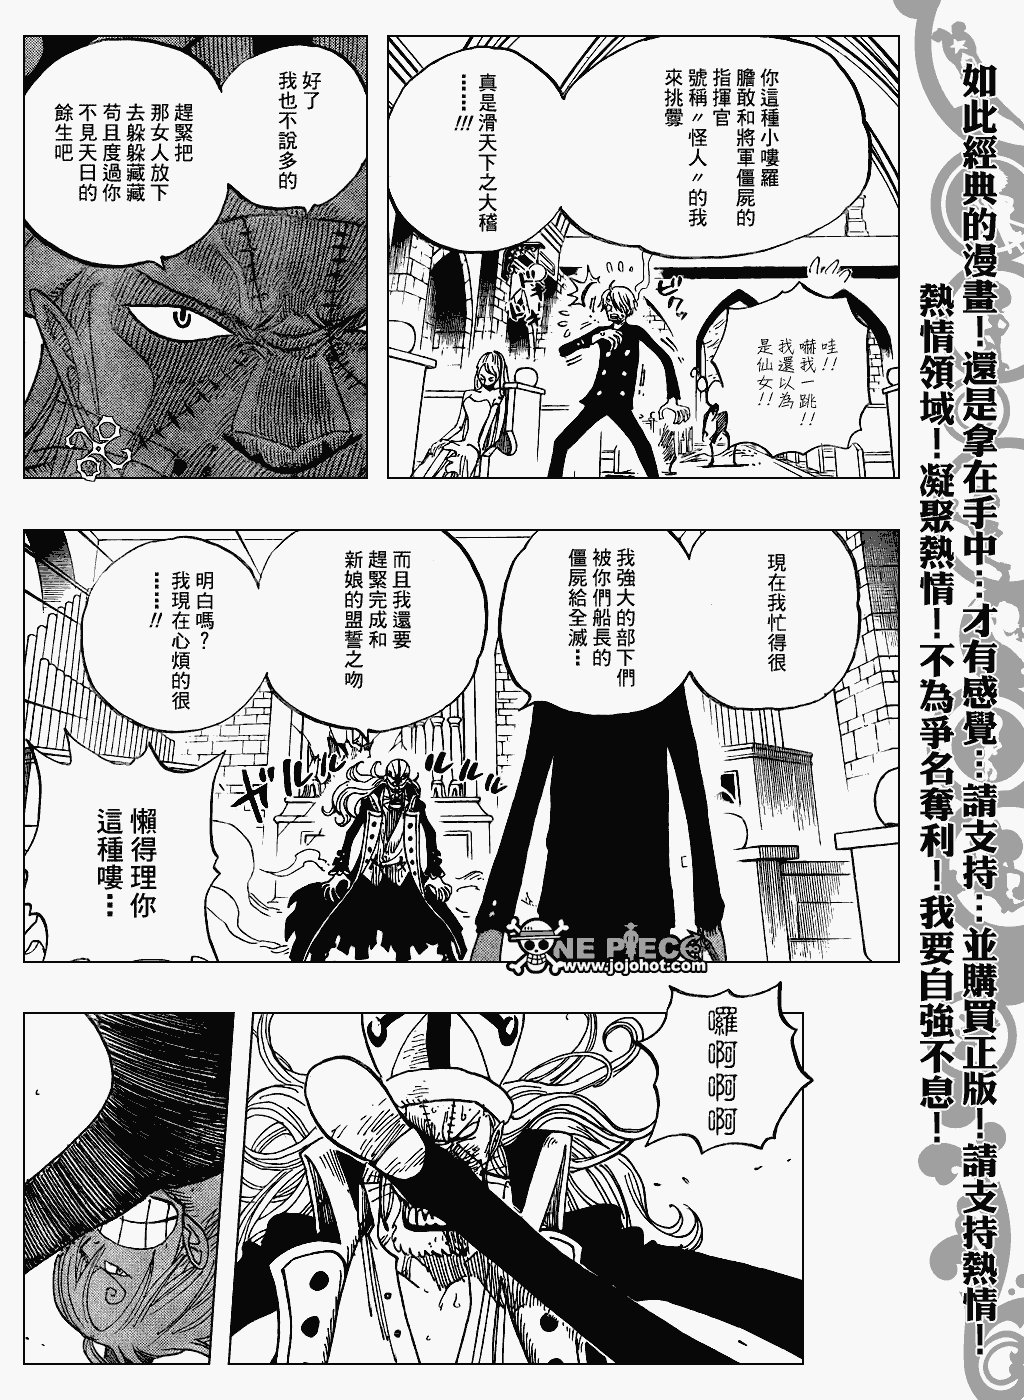 你這種小嘍羅
膽敢和將軍僵屍的
指揮官
號稱〝怪人〞的我
來挑釁
真是滑天下之大稽
……!!!
哇!!
嚇我一跳!!
我還以為
是仙女!!
好了
我也不說多的
趕緊把
那女人放下
去躲躲藏藏
苟且度過你
不見天日的
餘生吧
現在我忙得很
我強大的部下們
被你們船長的
僵屍給全滅…
而且我還要
趕緊完成和
新娘的盟誓之吻
明白嗎?
我現在心煩的很
……!!
ドドドド
懶得理你
這種嘍…
ONE PIECE
www.jojohot.com
囉啊啊啊
如此經典的漫畫!還是拿在手中…才有感覺…請支持…並購買正版!請支持熱情!
熱情領域!凝聚熱情!不為爭名奪利!我要自強不息!